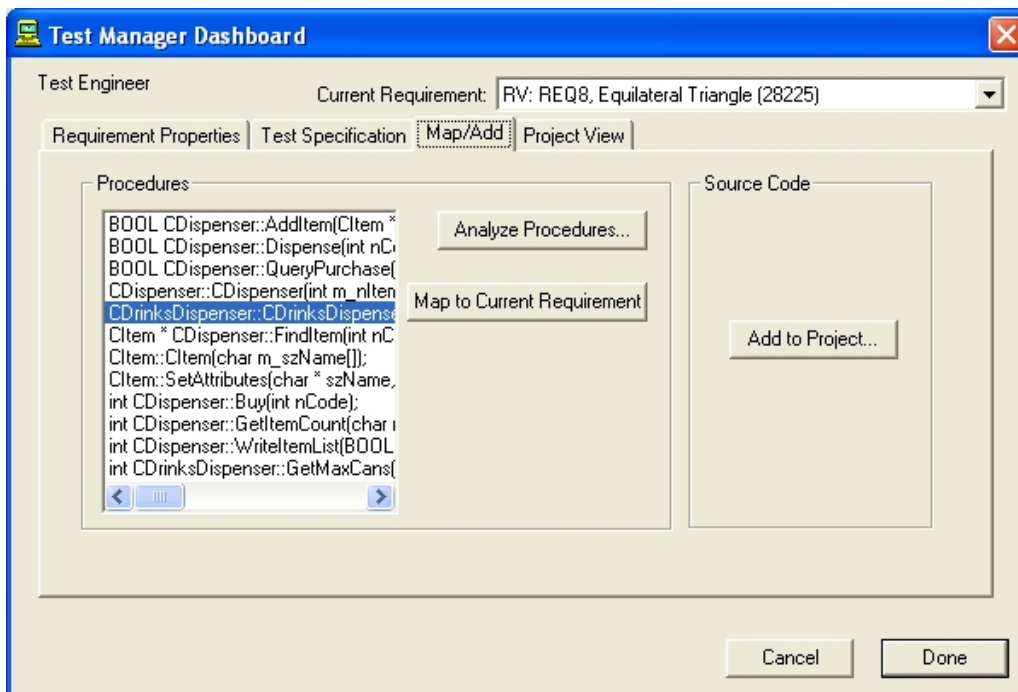 Test Manager Dashboard
Test Engineer
Current Requirement: RV: REQ8, Equilateral Triangle (28225)
Requirement Properties Test Specification Map/Add Project View
Procedures
BOOL CDispenser::AddItem(CItem *
BOOL CDispenser::Dispense(int nCo
BOOL CDispenser::QueryPurchase(
CDispenser::CDispenser(int m_nItem
CDrinksDispenser::CDrinksDispense
CItem * CDispenser::FindItem(int nC
CItem::CItem(char m_szName[]);
CItem::SetAttributes(char * szName,
int CDispenser::Buy(int nCode);
int CDispenser::GetItemCount(char
int CDispenser::WriteItemList(BOOL
int CDrinksDispenser::GetMaxCans(
Analyze Procedures...
Map to Current Requirement
Source Code
Add to Project...
Cancel
Done